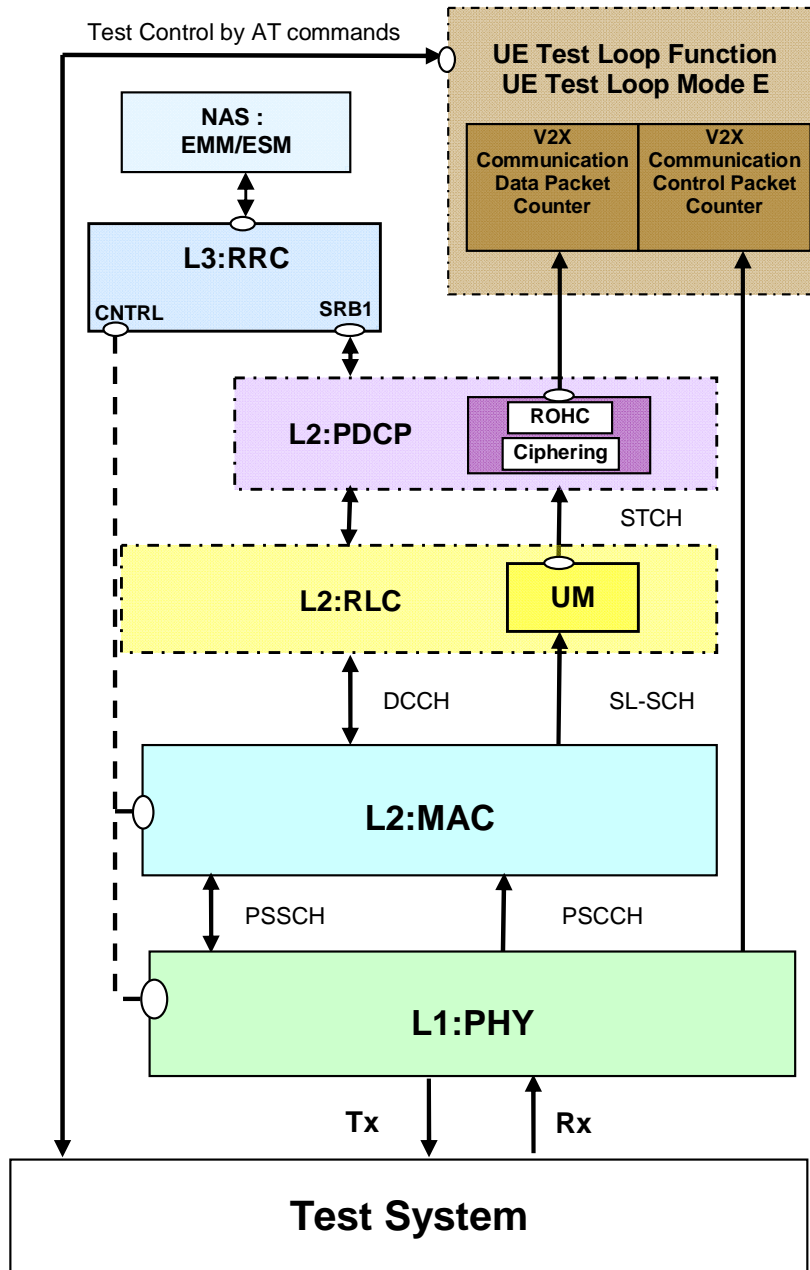 Test Control by AT commands
UE Test Loop Function
UE Test Loop Mode E
V2X
Communication
Data Packet
Counter
V2X
Communication
Control Packet
Counter
NAS :
EMM/ESM
L3:RRC
CNTRL
SRB1
L2:PDCP
ROHC
Ciphering
STCH
L2:RLC
UM
DCCH
SL-SCH
L2:MAC
PSSCH
PSCCH
L1:PHY
Tx
Rx
Test System